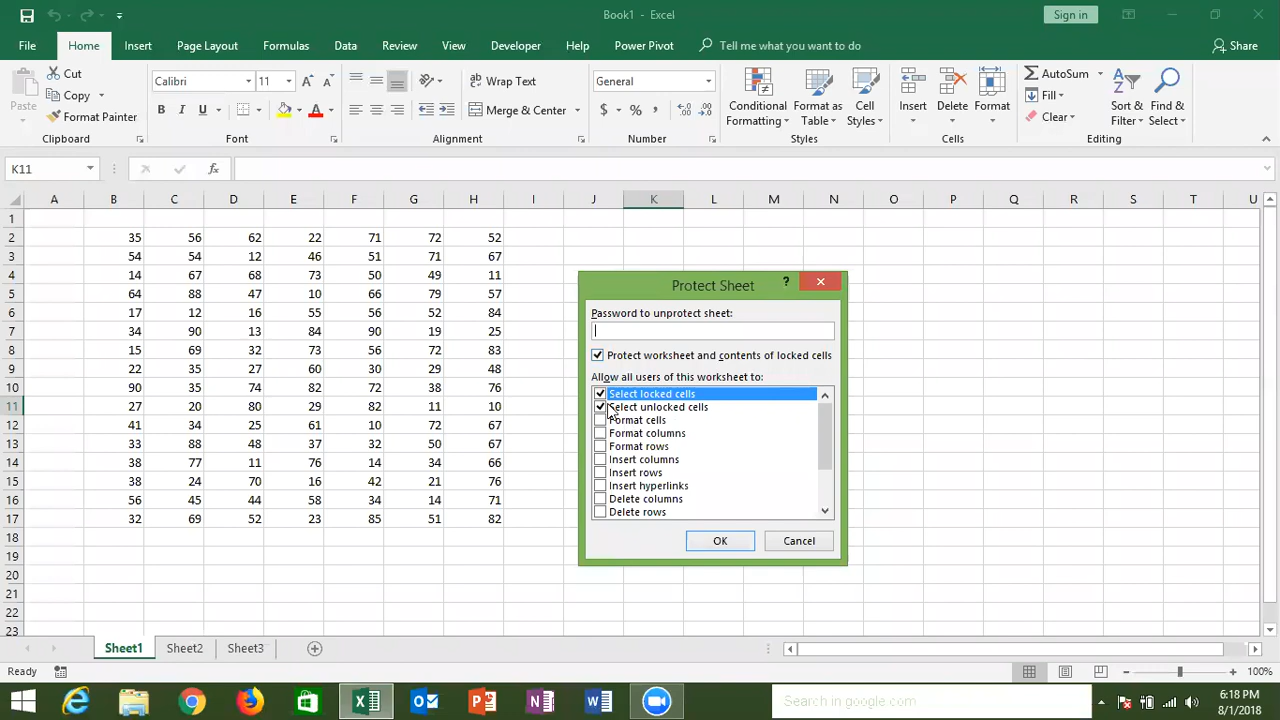 Book1 - Excel
Sign in
File Home Insert Page Layout Formulas Data Review View Developer Help Power Pivot Tell me what you want to do Share
Paste Cut Copy Format Painter
Calibri 11
B I U A
Wrap Text
Merge & Center
General
$ % ,
Conditional Formatting Format as Table Cell Styles
Insert Delete Format
AutoSum
Fill
Clear
Sort & Filter Find & Select
Clipboard Font Alignment Number Styles Cells Editing
K11 fx
A B C D E F G H I J K L M N O P Q R S T U
1
2 35 56 62 22 71 72 52
3 54 54 12 46 51 71 67
4 14 67 68 73 50 49 11
5 64 88 47 10 66 79 57
6 17 12 16 55 56 52 84
7 34 90 13 84 90 19 25
8 15 69 32 73 56 72 83
9 22 35 27 60 30 29 48
10 90 35 74 82 72 38 76
11 27 20 80 29 82 11 10
12 41 34 25 61 10 72 67
13 33 88 48 37 32 50 67
14 38 77 11 76 14 34 66
15 38 24 70 16 42 21 76
16 56 45 44 58 34 14 71
17 32 69 52 23 85 51 82
18
19
20
21
22
23
Protect Sheet ?
Password to unprotect sheet:
Protect worksheet and contents of locked cells
Allow all users of this worksheet to:
Select locked cells
Select unlocked cells
Format cells
Format columns
Format rows
Insert columns
Insert rows
Insert hyperlinks
Delete columns
Delete rows
OK Cancel
Sheet1 Sheet2 Sheet3
Ready 100%
Search in google.com
6:18 PM
8/1/2018